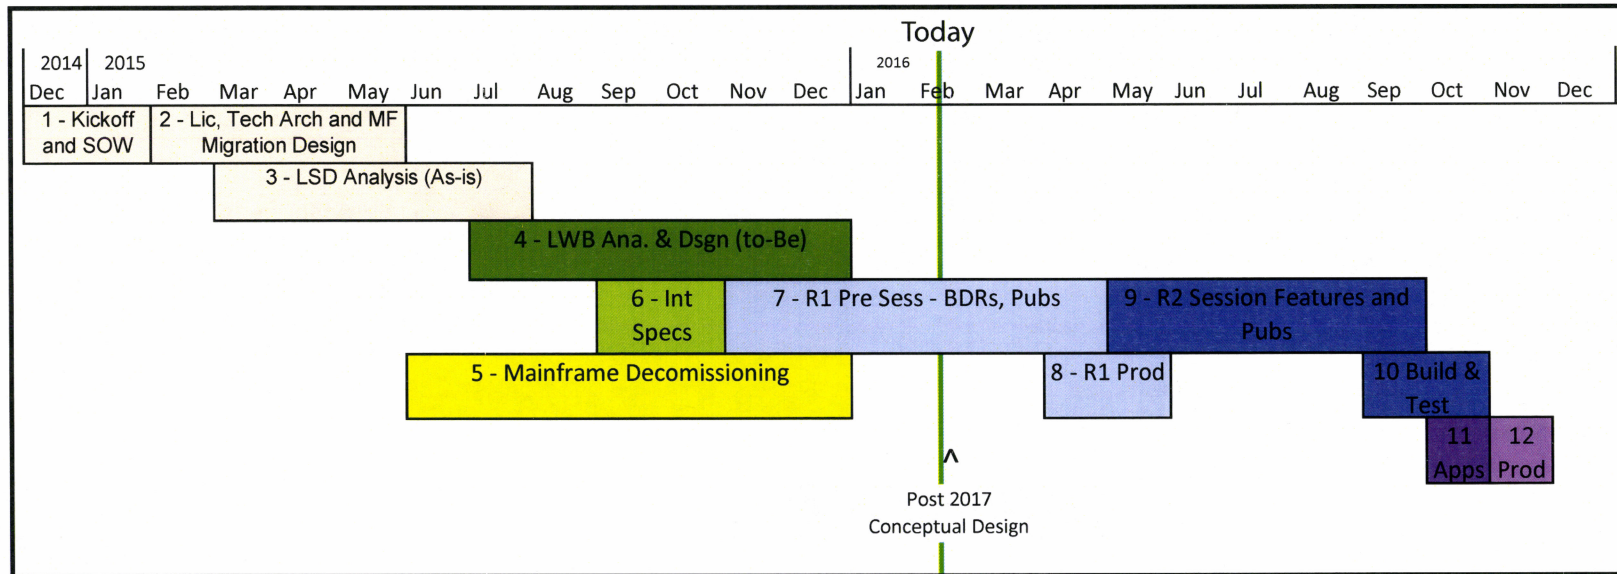 Today
2014 2015 2016
Dec Jan Feb Mar Apr May Jun Jul Aug Sep Oct Nov Dec Jan Feb Mar Apr May Jun Jul Aug Sep Oct Nov Dec
1 - Kickoff
and SOW
2 - Lic, Tech Arch and MF
Migration Design
3 - LSD Analysis (As-is)
4 - LWB Ana. & Dsgn (to-Be)
6 - Int
Specs
7 - R1 Pre Sess - BDRs, Pubs
9 - R2 Session Features and
Pubs
5 - Mainframe Decomissioning
8 - R1 Prod
10 Build &
Test
11
Apps
12
Prod
^
Post 2017
Conceptual Design